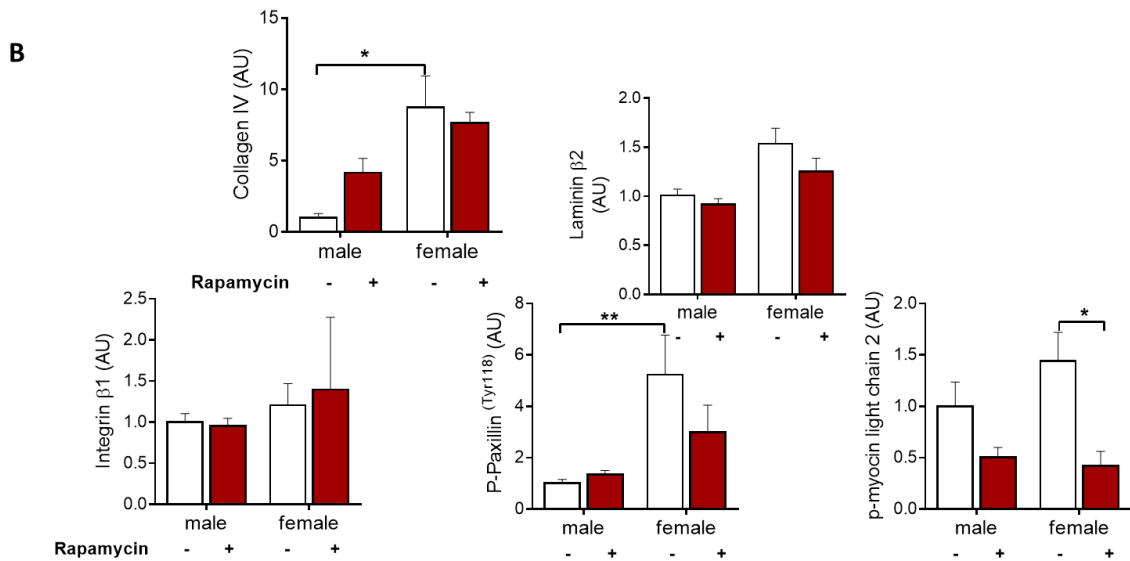 B
Collagen IV (AU)
15
10
5
0
*
male female
Rapamycin - + - +
Laminin β2
(AU)
2.0
1.5
1.0
0.5
0.0
male female
- + - +
Integrin β1 (AU)
2.5
2.0
1.5
1.0
0.5
0.0
male female
Rapamycin - + - +
P-Paxillin (Tyr118) (AU)
8
6
4
2
0
**
male female
- + - +
p-myocin light chain 2 (AU)
2.0
1.5
1.0
0.5
0.0
*
male female
- + - +